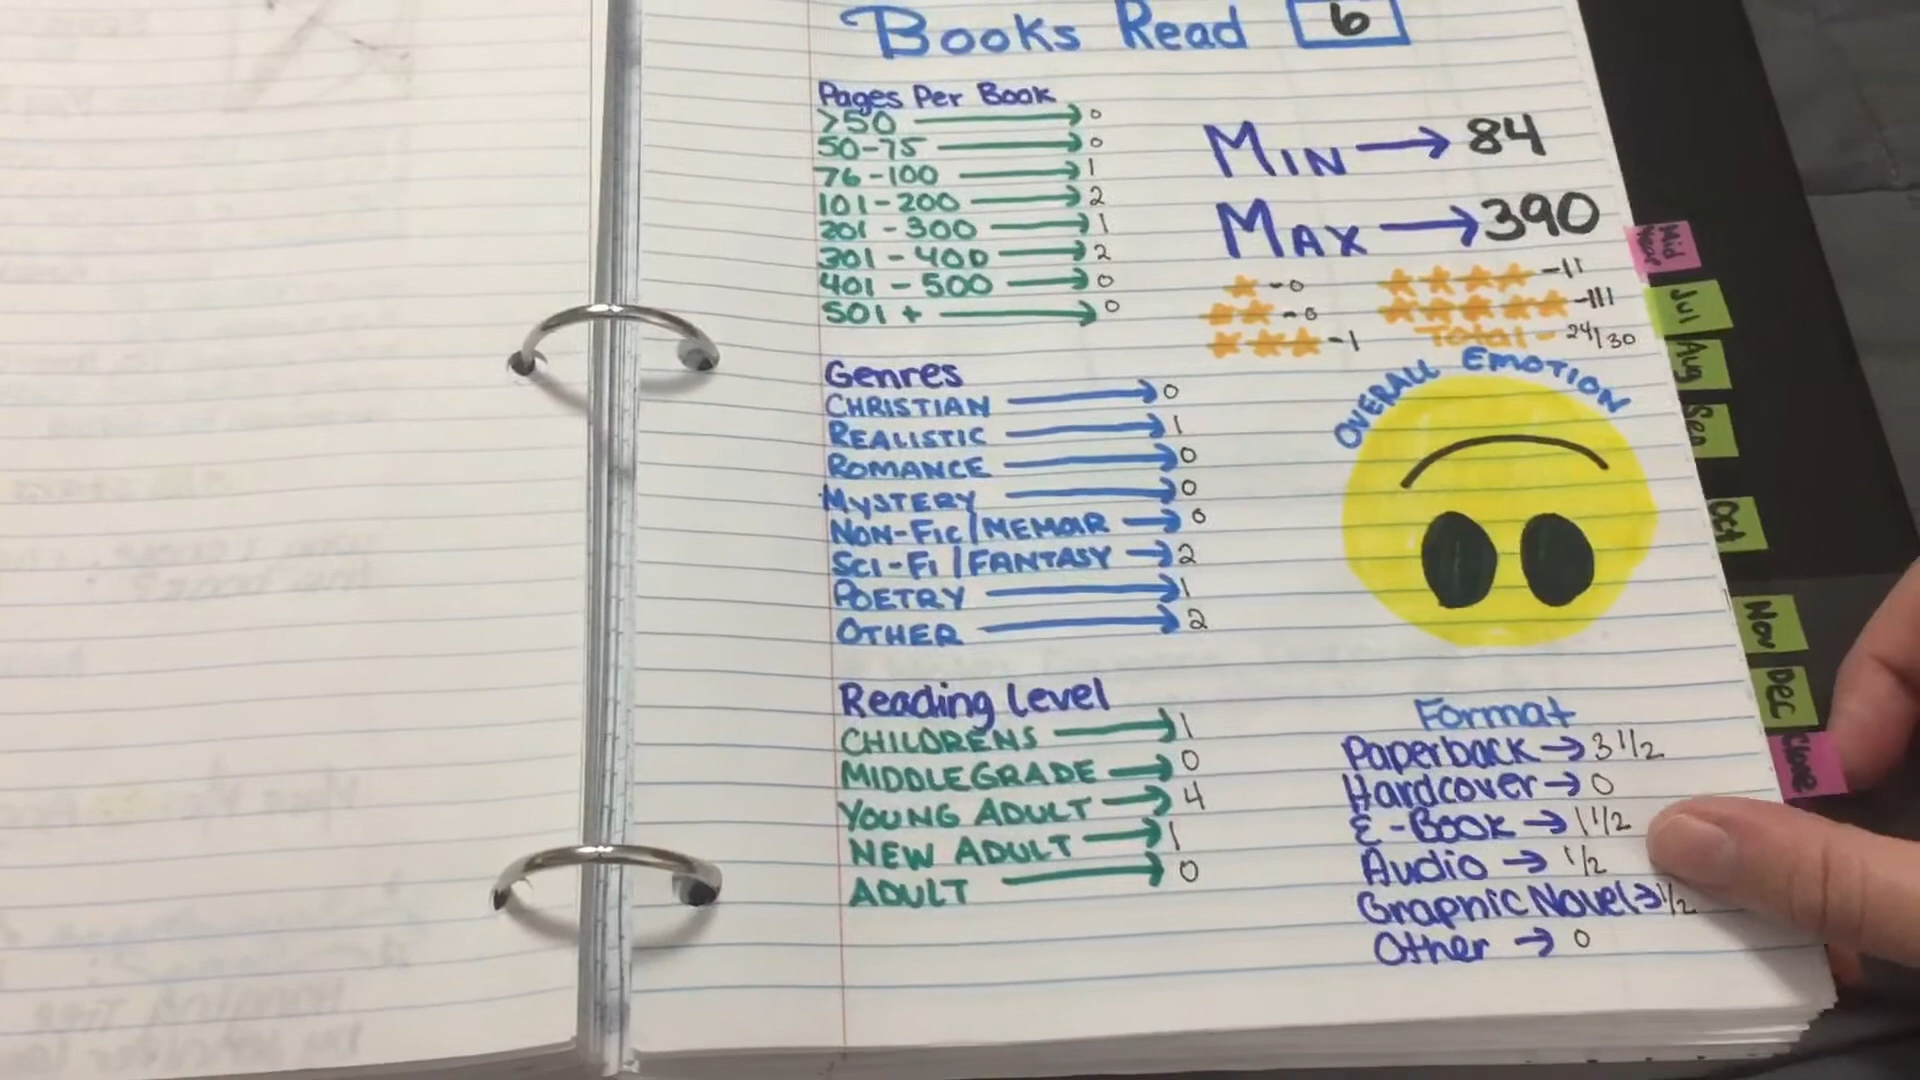 Books Read 6
Pages Per Book
>50 → 0
50-75 → 0
76-100 → 1
101-200 → 2
201-300 → 1
301-400 → 2
401-500 → 0
501+ → 0
MIN → 84
MAX → 390
★ -0
★★ -0
★★★ -1
★★★★ -11
★★★★★ -111
Total - 24/30
Genres
CHRISTIAN → 0
REALISTIC → 1
ROMANCE → 0
MYSTERY → 0
NON-FIC/MEMOIR → 0
SCI-FI/FANTASY → 2
POETRY → 1
OTHER → 2
OVERALL EMOTION
Reading Level
CHILDRENS → 1
MIDDLE GRADE → 0
YOUNG ADULT → 4
NEW ADULT → 1
ADULT → 0
Format
Paperback → 3 1/2
Hardcover → 0
E-Book → 1 1/2
Audio → 1/2
Graphic Novel → 1/2
Other → 0
Mid
Year
Jul
Aug
Sep
Oct
Nov
Dec